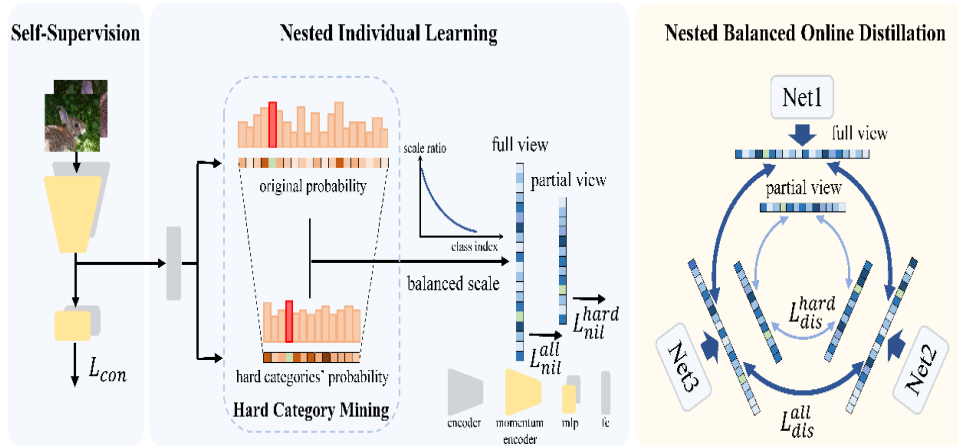 Self-Supervision
L_con
Nested Individual Learning
original probability
hard categories' probability
Hard Category Mining
scale ratio
class index
balanced scale
full view
partial view
L_nil^hard
L_nil^all
encoder
momentum
encoder
mlp
fc
Nested Balanced Online Distillation
Net1
full view
partial view
L_dis^hard
Net3
Net2
L_dis^all